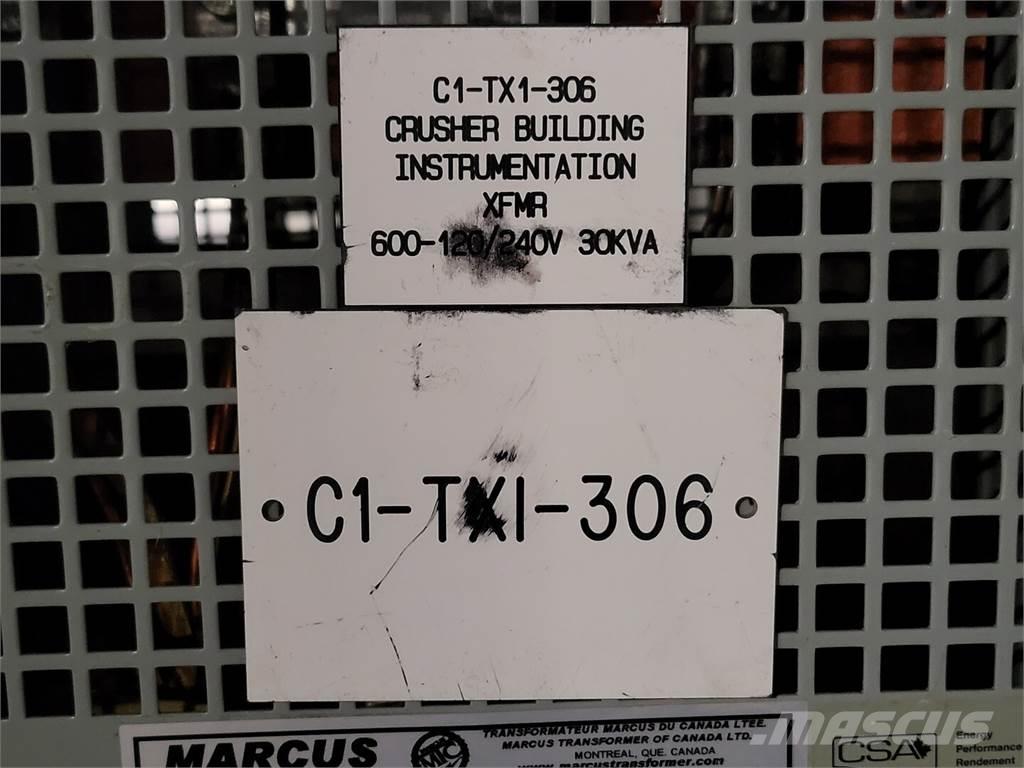 C1-TX1-306
CRUSHER BUILDING
INSTRUMENTATION
XFMR
600-120/240V 30KVA
C1-TXI-306
MARCUS
MTC
TRANSFORMATEUR MARCUS DU CANADA LTEE.
MARCUS TRANSFORMER OF CANADA LTD.
MONTREAL, QUE. CANADA
www.marcustransformer.com
CSA
Energy
Performance
Rendement
MASCUS